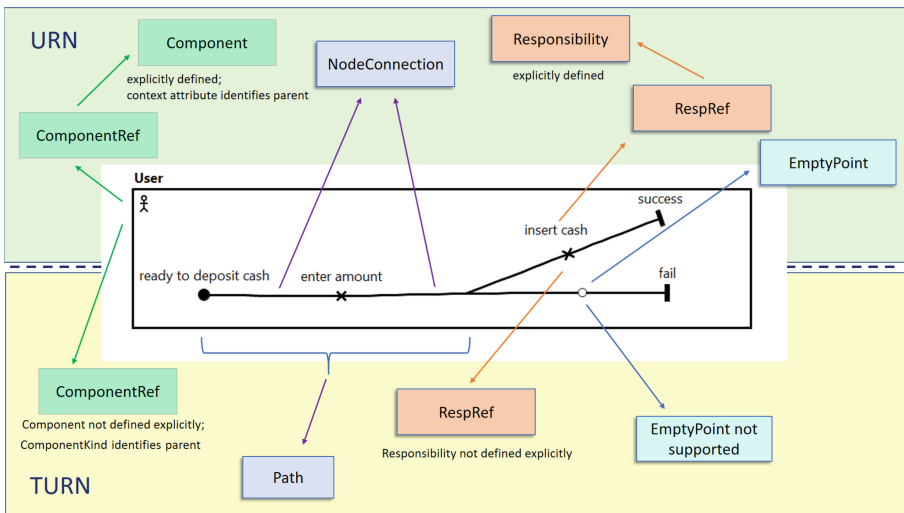 URN
Component
explicitly defined;
context attribute identifies parent
NodeConnection
Responsibility
explicitly defined
RespRef
ComponentRef
EmptyPoint
User
success
insert cash
ready to deposit cash
enter amount
fail
ComponentRef
Component not defined explicitly;
ComponentKind identifies parent
RespRef
Responsibility not defined explicitly
EmptyPoint not
supported
Path
TURN